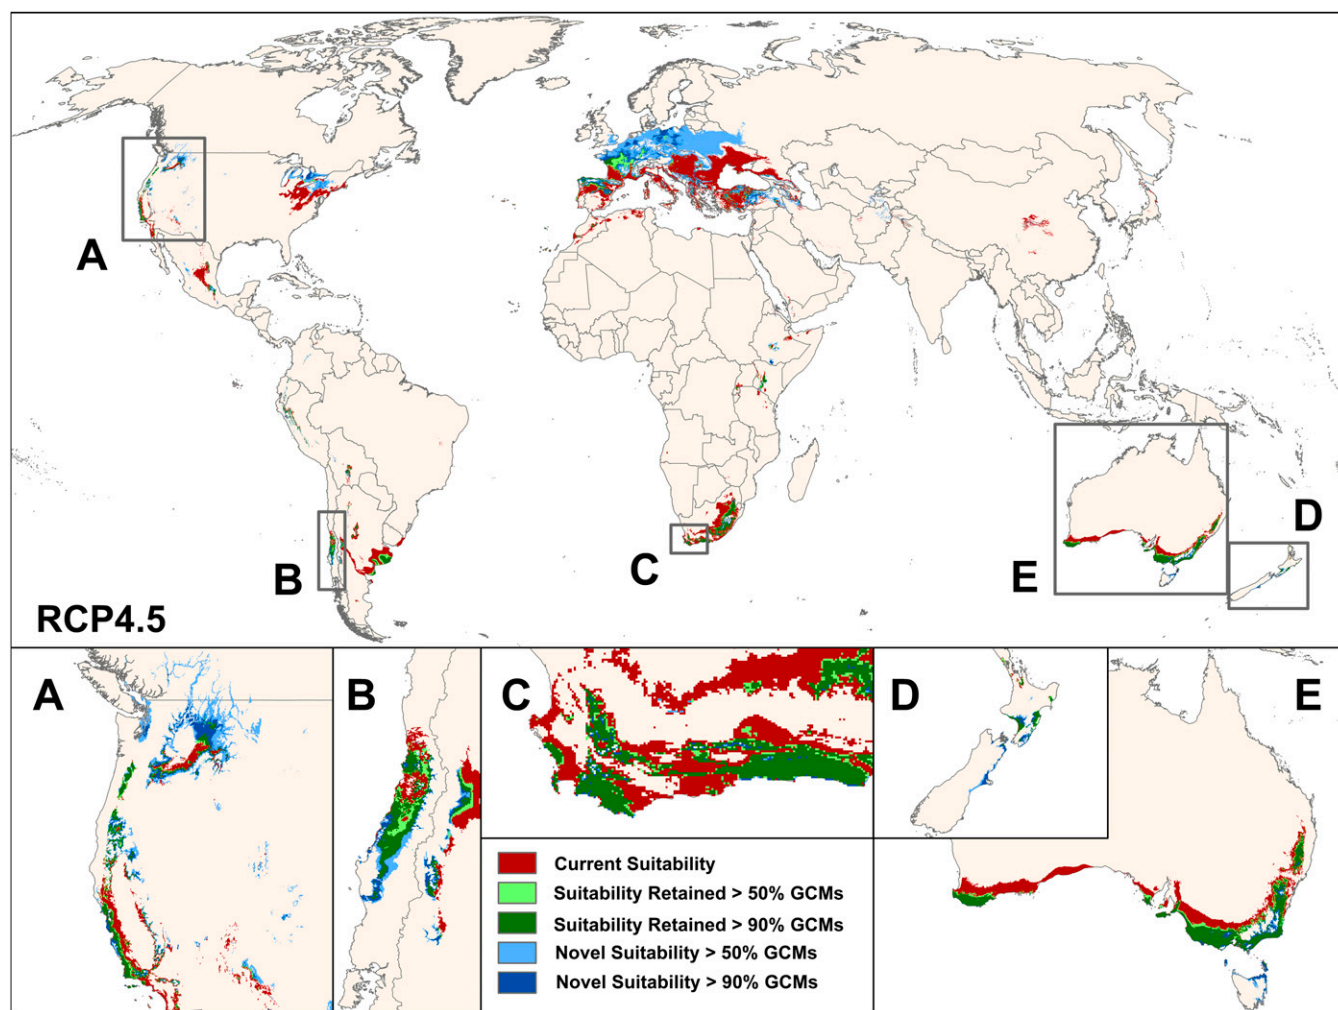 A
B
C
D
E
RCP4.5
A
B
C
D
E
Current Suitability
Suitability Retained > 50% GCMs
Suitability Retained > 90% GCMs
Novel Suitability > 50% GCMs
Novel Suitability > 90% GCMs